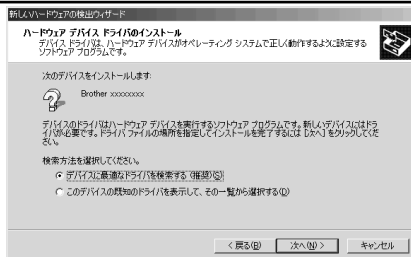 新しいハードウェアの検出ウィザード
ハードウェア デバイス ドライバのインストール
デバイス ドライバは、ハードウェア デバイスがオペレーティング システムで正しく動作するように設定する
ソフトウェア プログラムです。
次のデバイスをインストールします:
Brother xxxxxxxx
デバイスのドライバはハードウェア デバイスを実行するソフトウェア プログラムです。新しいデバイスにはドラ
イバが必要です。ドライバ ファイルの場所を指定してインストールを完了するには [次へ] をクリックしてくだ
さい。
検索方法を選択してください。
デバイスに最適なドライバを検索する (推奨)(S)
このデバイスの既知のドライバを表示して、その一覧から選択する(D)
< 戻る(B)
次へ(N) >
キャンセル